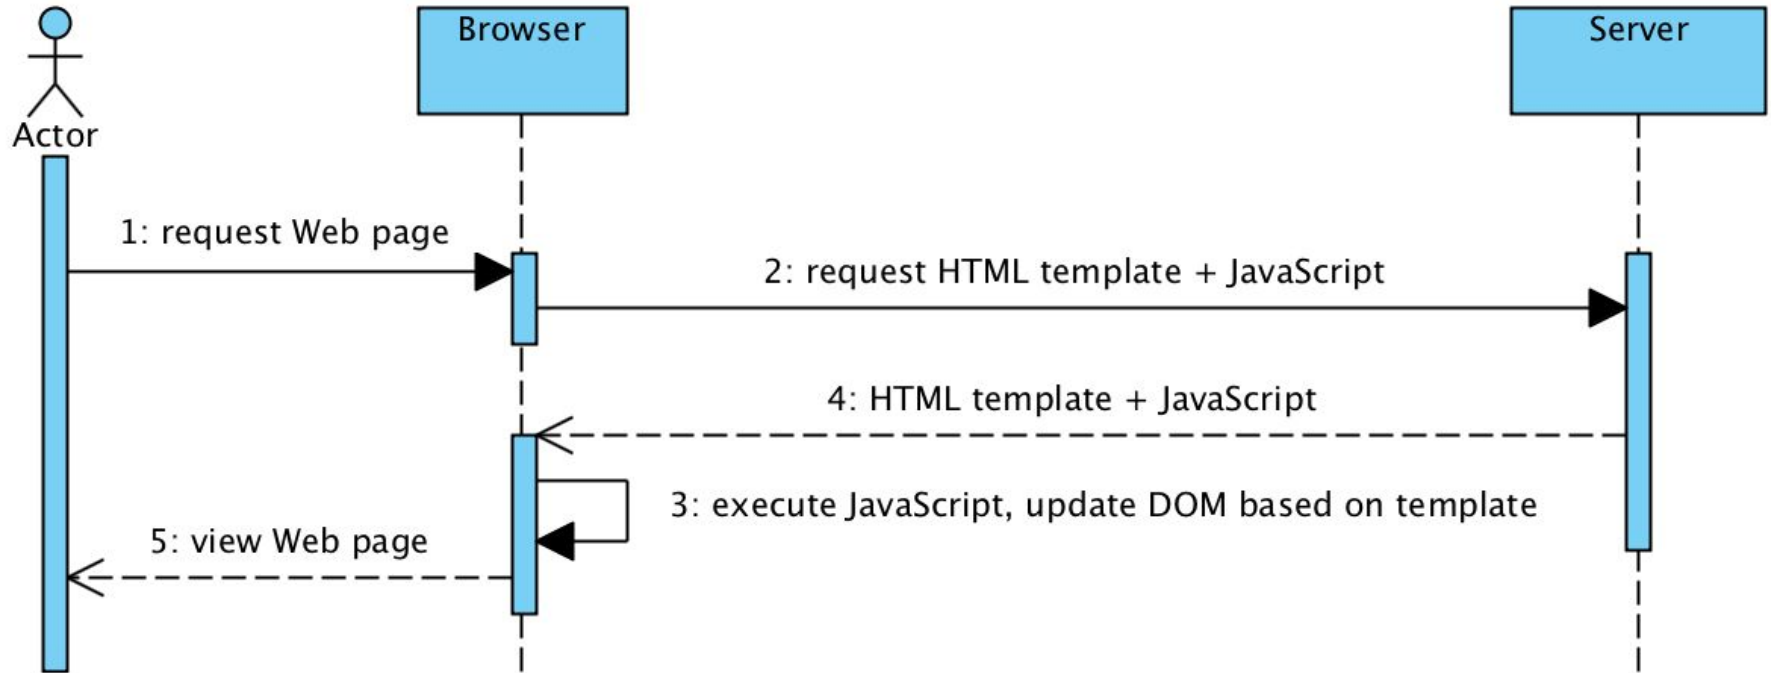 Browser
Server
Actor
1: request Web page
2: request HTML template + JavaScript
4: HTML template + JavaScript
3: execute JavaScript, update DOM based on template
5: view Web page